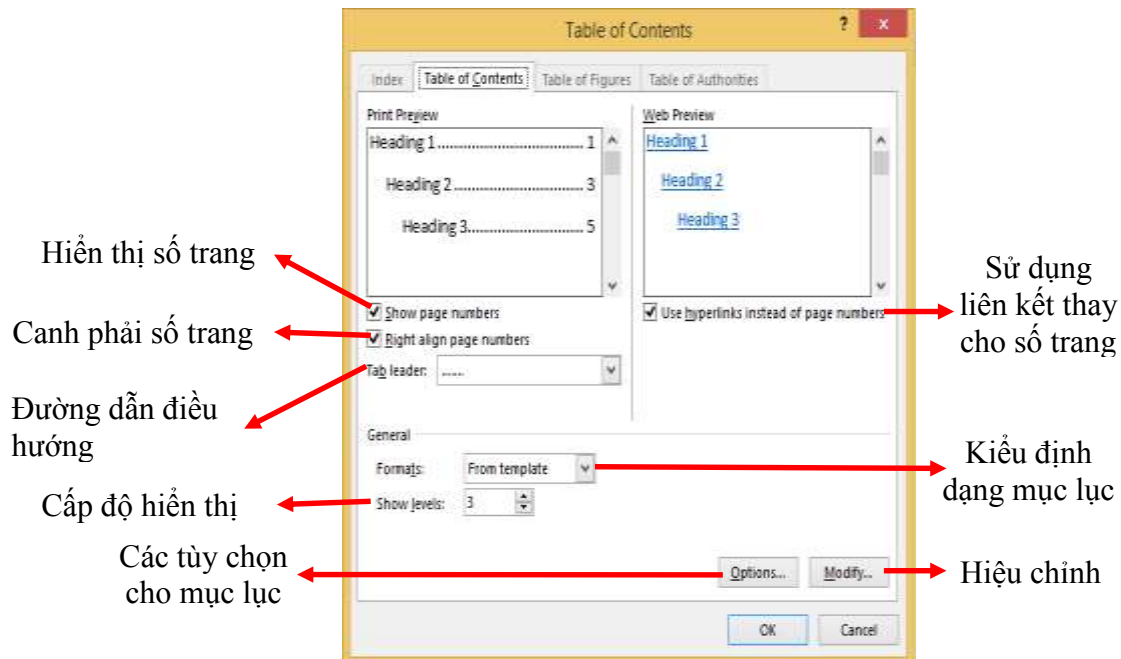 Table of Contents
?
x
Index
Table of Contents
Table of Figures
Table of Authorities
Print Preview
Heading 1 ................................ 1
Heading 2 ............................. 3
Heading 3 .......................... 5
Web Preview
Heading 1
Heading 2
Heading 3
Hiển thị số trang
Show page numbers
Use hyperlinks instead of page numbers
Sử dụng
liên kết thay
cho số trang
Canh phải số trang
Right align page numbers
Tab leader: ......
Đường dẫn điều
hướng
General
Formats: From template
Kiểu định
dạng mục lục
Cấp độ hiển thị
Show levels: 3
Các tùy chọn
cho mục lục
Options...
Modify...
Hiệu chỉnh
OK
Cancel